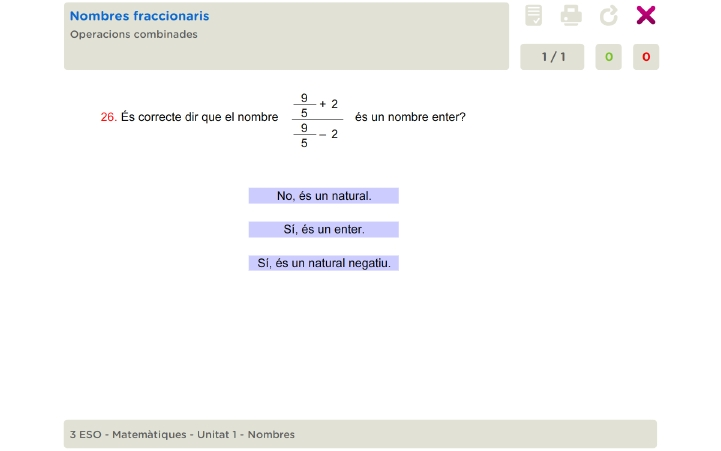 Nombres fraccionaris
Operacions combinades
1 / 1
0
0
26. És correcte dir que el nombre
9
5
+ 2
9
5
− 2
és un nombre enter?
No, és un natural.
Sí, és un enter.
Sí, és un natural negatiu.
3 ESO - Matemàtiques - Unitat 1 - Nombres